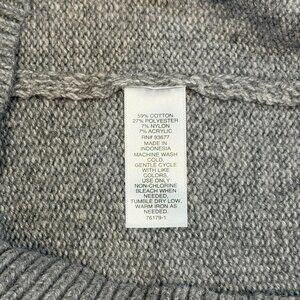 59% COTTON
27% POLYESTER
7% NYLON
7% ACRYLIC
RN# 93677
MADE IN
INDONESIA
MACHINE WASH
COLD,
GENTLE CYCLE
WITH LIKE
COLORS,
USE ONLY
NON-CHLORINE
BLEACH WHEN
NEEDED,
TUMBLE DRY LOW,
WARM IRON AS
NEEDED.
76179-1